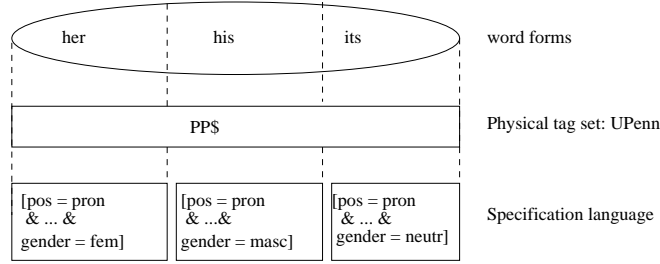 her his its word forms
PP$ Physical tag set: UPenn
[pos = pron
& ... &
gender = fem]
[pos = pron
& ...&
gender = masc]
[pos = pron
& ... &
gender = neutr]
Specification language